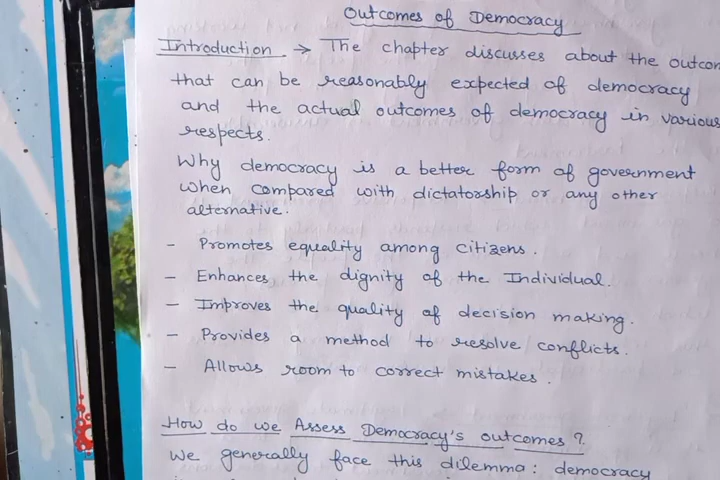 Outcomes of Democracy
Introduction → The chapter discusses about the outcom
that can be reasonably expected of democracy
and the actual outcomes of democracy in various
respects.
Why democracy is a better form of government
when compared with dictatorship or any other
alternative.
- Promotes equality among citizens.
- Enhances the dignity of the Individual.
- Improves the quality of decision making.
- Provides a method to resolve conflicts.
- Allows room to correct mistakes.
How do we Assess Democracy's outcomes?
We generally face this dilemma: democracy